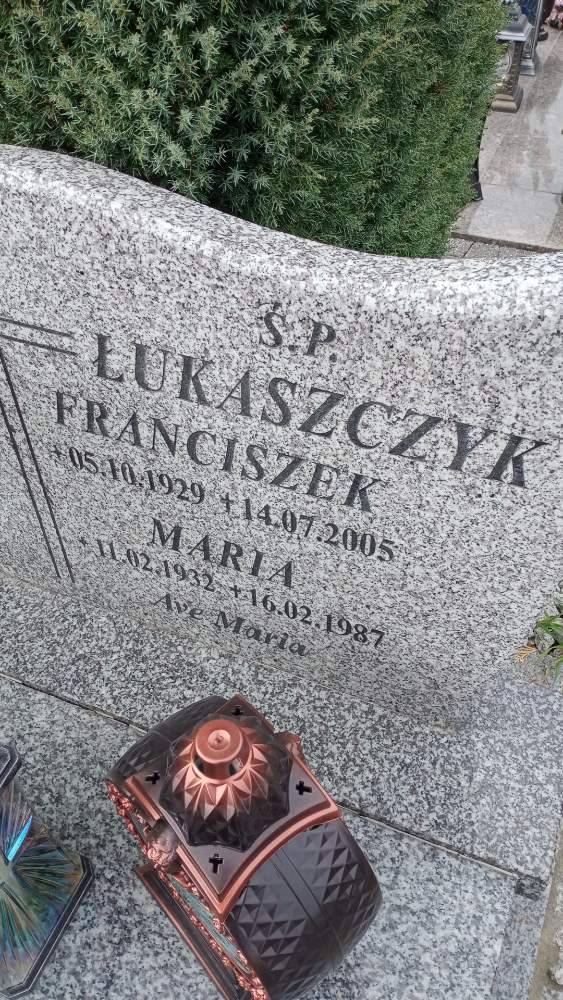 Ś.P.
ŁUKASZCZYK
FRANCISZEK
+05.10.1929 +14.07.2005
MARIA
+11.02.1932 +16.02.1987
Ave Maria